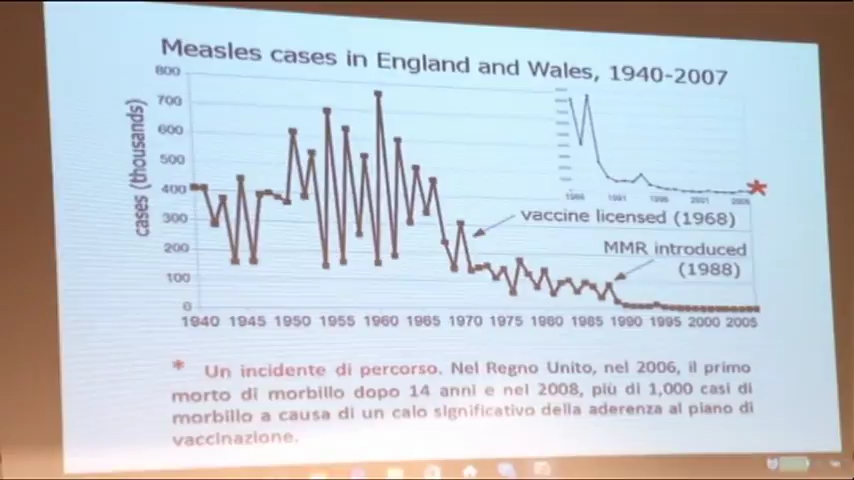 Measles cases in England and Wales, 1940-2007
800
700
600
500
400
300
200
100
0
cases (thousands)
1940 1945 1950 1955 1960 1965 1970 1975 1980 1985 1990 1995 2000 2005
1991 1996 2001
vaccine licensed (1968)
MMR introduced
(1988)
* Un incidente di percorso. Nel Regno Unito, nel 2006, il primo
morto di morbillo dopo 14 anni e nel 2008, più di 1,000 casi di
morbillo a causa di un calo significativo della aderenza al piano di
vaccinazione.